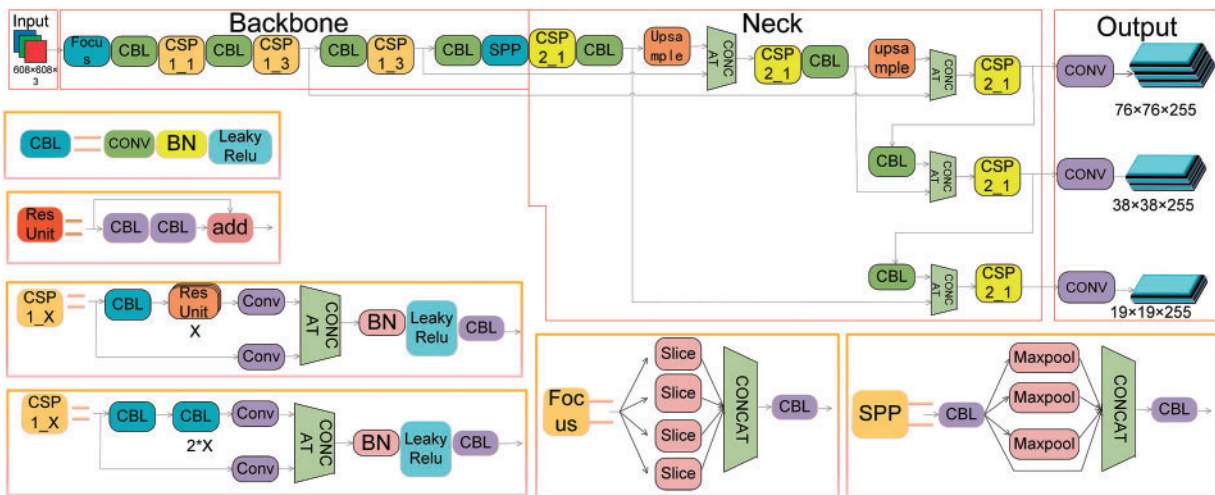 Input
Backbone
Neck
Output
608×608×
3
Focu
s
CBL
CSP
1_1
CBL
CSP
1_3
CBL
CSP
1_3
CBL
SPP
CSP
2_1
CBL
Upsa
mple
CONC
AT
CSP
2_1
CBL
upsa
mple
CONC
AT
CSP
2_1
CONV
76×76×255
CBL
CONC
AT
CSP
2_1
CONV
38×38×255
CBL
CONC
AT
CSP
2_1
CONV
19×19×255
CBL
CONV
BN
Leaky
Relu
Res
Unit
CBL
CBL
add
CSP
1_X
CBL
Res
Unit
X
Conv
Conv
CONC
AT
BN
Leaky
Relu
CBL
CSP
1_X
CBL
CBL
2*X
Conv
Conv
CONC
AT
BN
Leaky
Relu
CBL
Foc
us
Slice
Slice
Slice
Slice
CONCAT
CBL
SPP
CBL
Maxpool
Maxpool
Maxpool
CONCAT
CBL